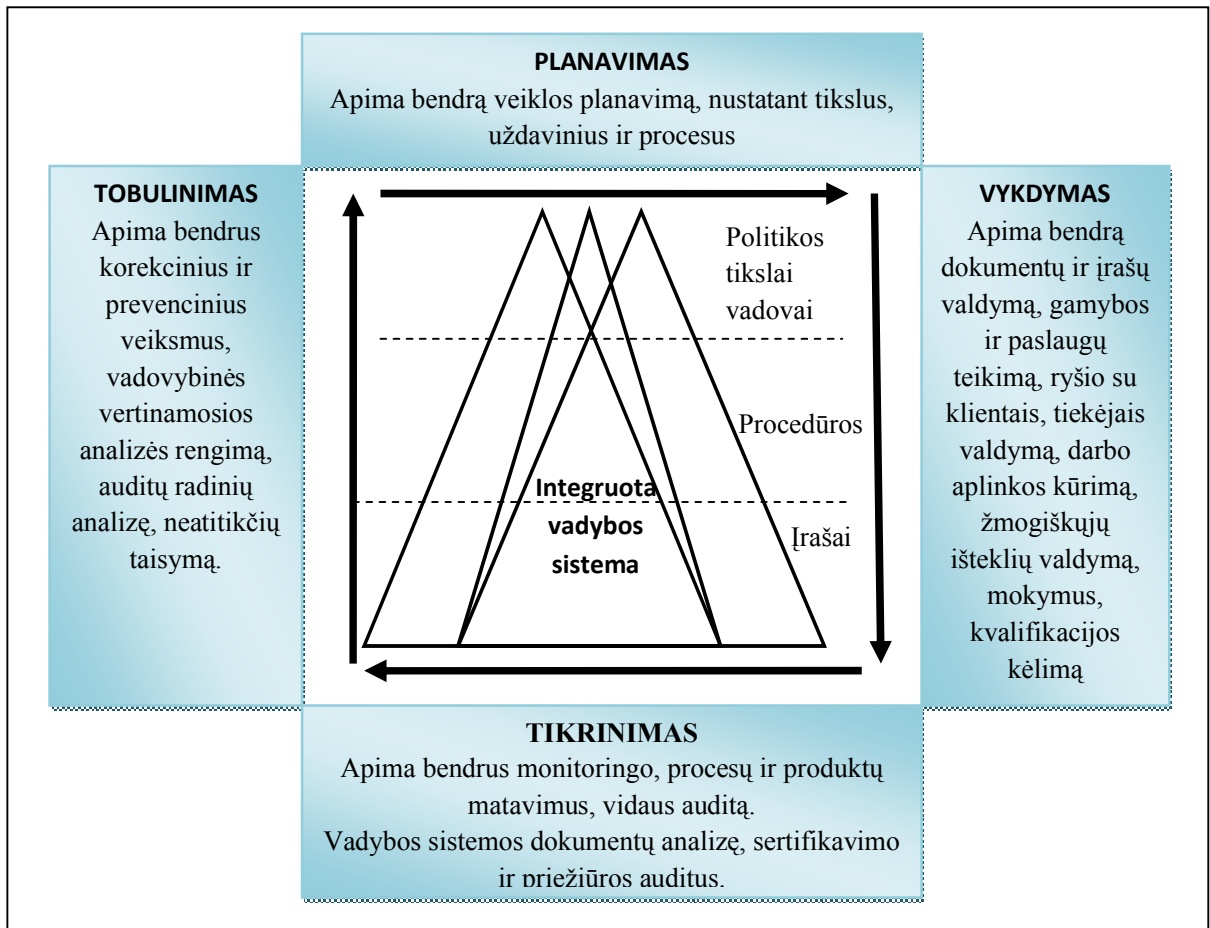 PLANAVIMAS
Apima bendrą veiklos planavimą, nustatant tikslus,
uždavinius ir procesus
TOBULINIMAS
Apima bendrus
korekcinius ir
prevencinius
veiksmus,
vadovybinės
vertinamosios
analizės rengimą,
auditų radinių
analizę, neatitikčių
taisymą.
Politikos
tikslai
vadovai
Procedūros
Integruota
vadybos
sistema
Įrašai
VYKDYMAS
Apima bendrą
dokumentų ir įrašų
valdymą, gamybos
ir paslaugų
teikimą, ryšio su
klientais, tiekėjais
valdymą, darbo
aplinkos kūrimą,
žmogiškųjų
išteklių valdymą,
mokymus,
kvalifikacijos
kėlimą
TIKRINIMAS
Apima bendrus monitoringo, procesų ir produktų
matavimus, vidaus auditą.
Vadybos sistemos dokumentų analizę, sertifikavimo
ir priežiūros auditus.